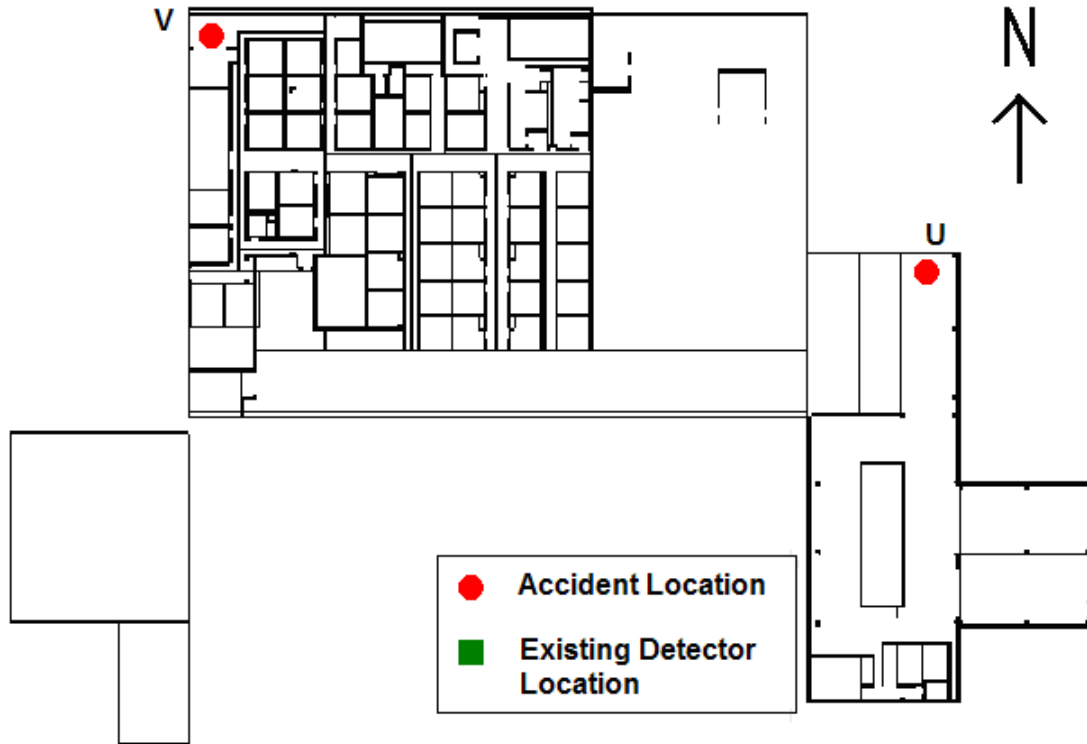 V
N
U
Accident Location
Existing Detector
Location